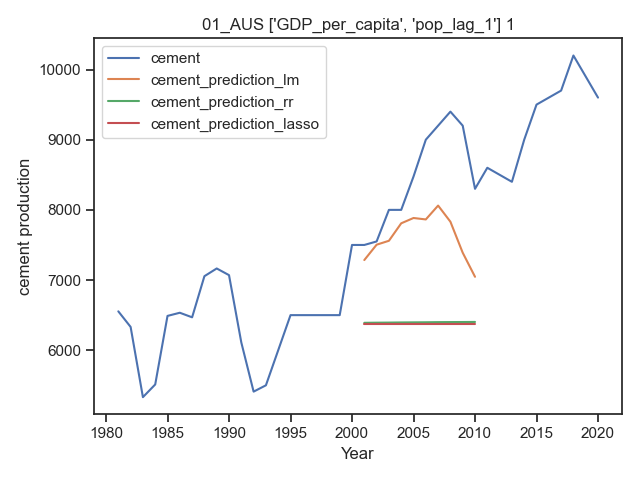 01_AUS ['GDP_per_capita', 'pop_lag_1'] 1
cement
cement_prediction_lm
cement_prediction_rr
cement_prediction_lasso
cement production
10000
9000
8000
7000
6000
1980 1985 1990 1995 2000 2005 2010 2015 2020
Year